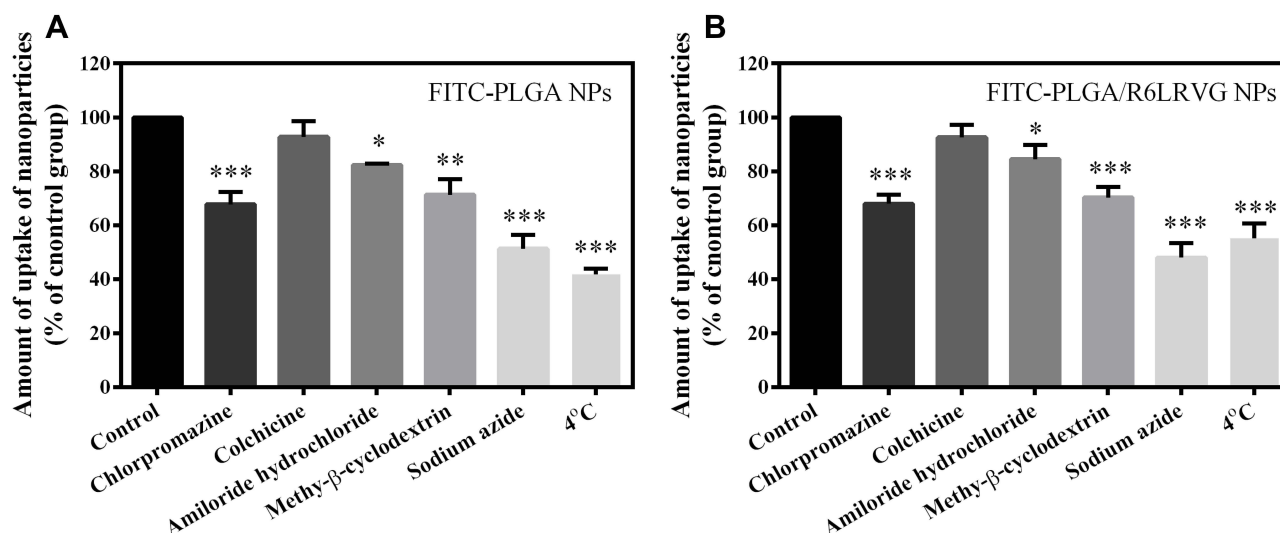 A
Amount of uptake of nanoparticies
(% of cnontrol group)
120
100
80
60
40
20
0
FITC-PLGA NPs
***
*
**
***
***
Control
Chlorpromazine
Colchicine
Amiloride hydrochloride
Methy-β-cyclodextrin
Sodium azide
4°C
B
Amount of uptake of nanoparticies
(% of cnontrol group)
120
100
80
60
40
20
0
FITC-PLGA/R6LRVG NPs
***
*
***
***
***
Control
Chlorpromazine
Colchicine
Amiloride hydrochloride
Methy-β-cyclodextrin
Sodium azide
4°C